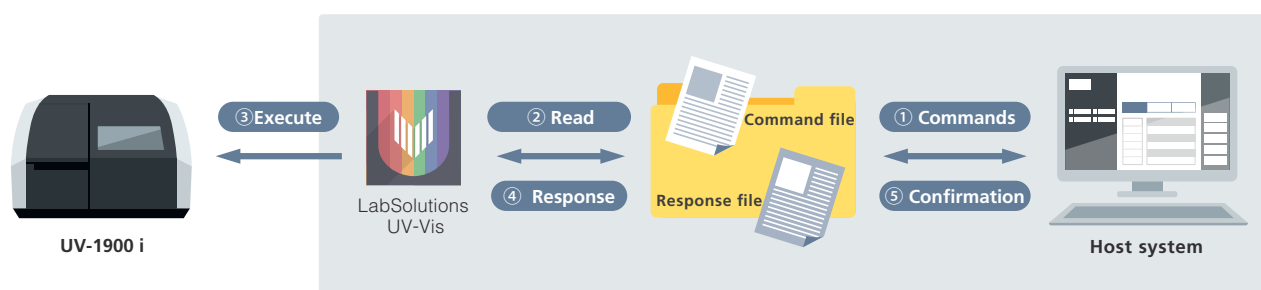 ③Execute
② Read
Command file
① Commands
④ Response
Response file
⑤ Confirmation
LabSolutions
UV-Vis
UV-1900 i
Host system